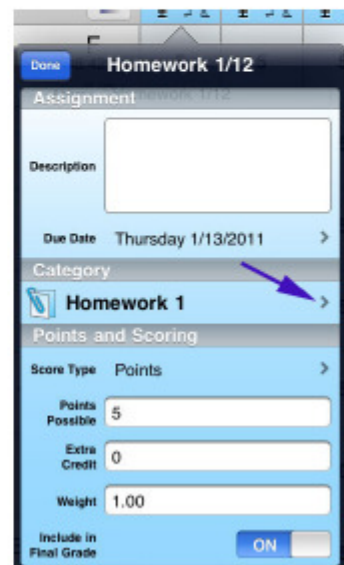 Done Homework 1/12
Assignment
Description
Due Date Thursday 1/13/2011
Category
Homework 1
Points and Scoring
Score Type Points
Points
Possible 5
Extra
Credit 0
Weight 1.00
Include in
Final Grade ON